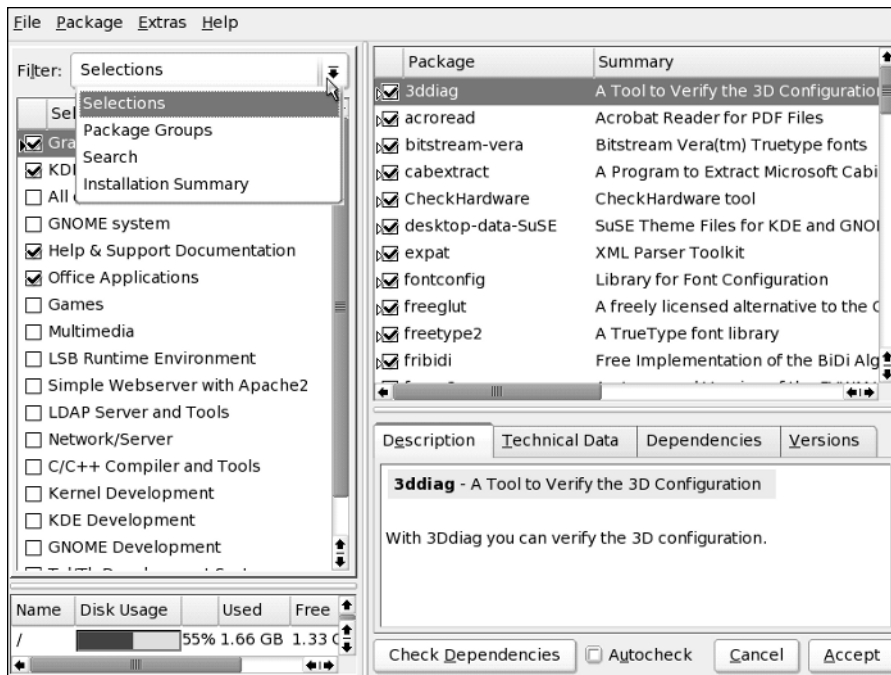 File Package Extras Help
Filter: Selections
Selections
Package Groups
Search
Installation Summary
Sel
Gra
KDE
All
GNOME system
Help & Support Documentation
Office Applications
Games
Multimedia
LSB Runtime Environment
Simple Webserver with Apache2
LDAP Server and Tools
Network/Server
C/C++ Compiler and Tools
Kernel Development
KDE Development
GNOME Development
Name Disk Usage Used Free
/ 55% 1.66 GB 1.33
Package Summary
3ddiag A Tool to Verify the 3D Configuration
acroread Acrobat Reader for PDF Files
bitstream-vera Bitstream Vera(tm) Truetype fonts
cabextract A Program to Extract Microsoft Cabi
CheckHardware CheckHardware tool
desktop-data-SuSE SuSE Theme Files for KDE and GNO
expat XML Parser Toolkit
fontconfig Library for Font Configuration
freeglut A freely licensed alternative to the
freetype2 A TrueType font library
fribidi Free Implementation of the BiDi Alg
Description Technical Data Dependencies Versions
3ddiag - A Tool to Verify the 3D Configuration
With 3Ddiag you can verify the 3D configuration.
Check Dependencies Autocheck Cancel Accept